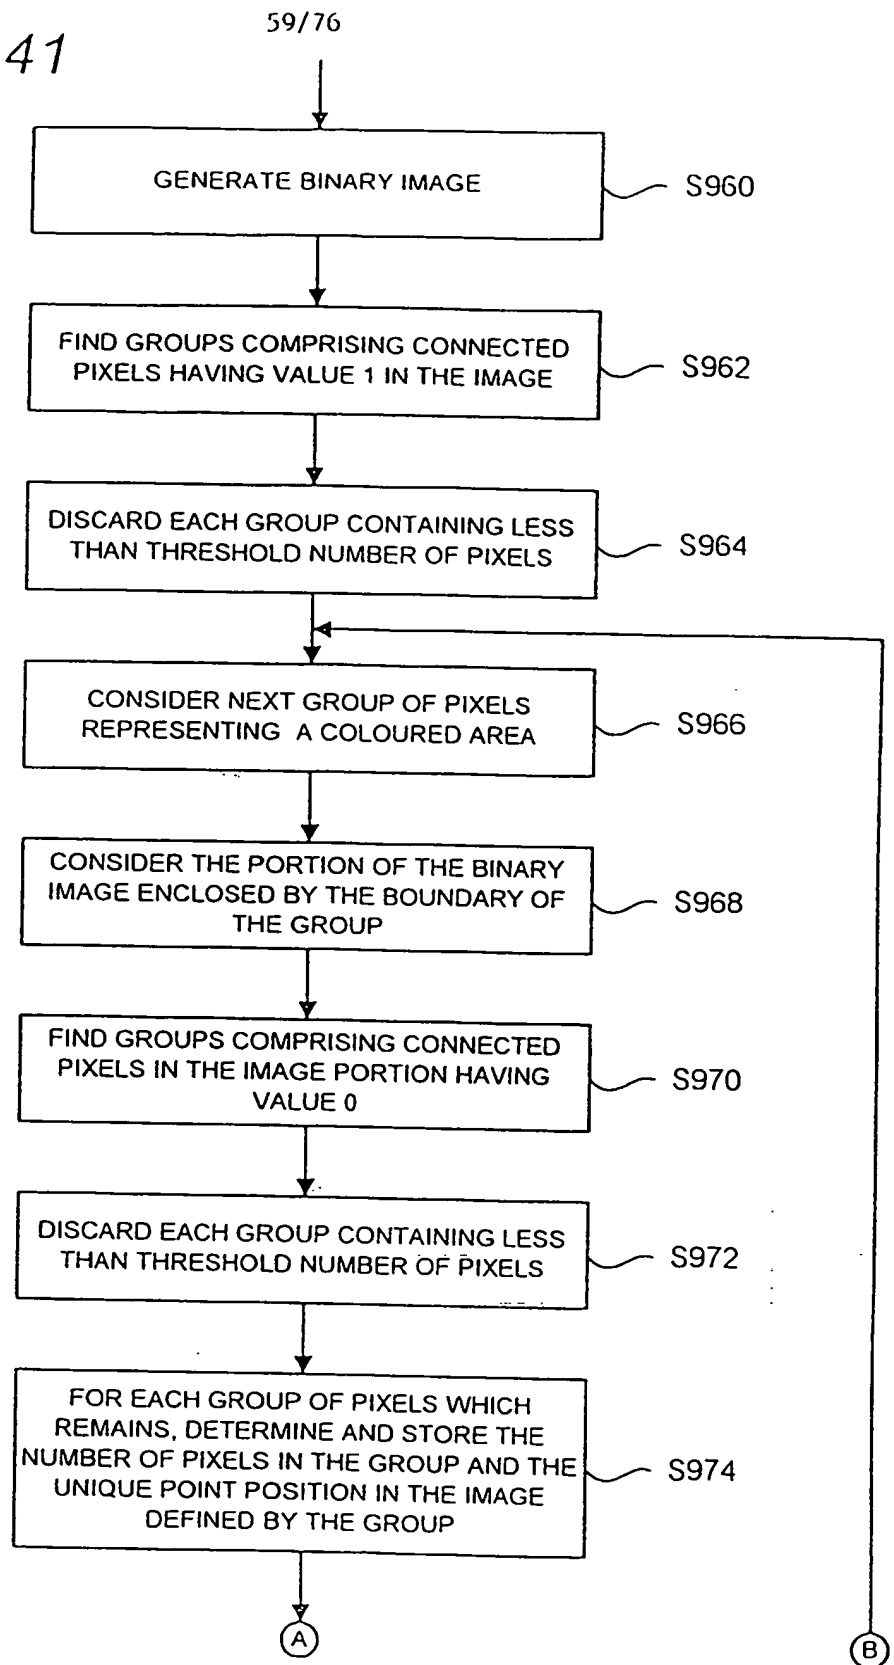 59/76
41
GENERATE BINARY IMAGE
S960
FIND GROUPS COMPRISING CONNECTED
PIXELS HAVING VALUE 1 IN THE IMAGE
S962
DISCARD EACH GROUP CONTAINING LESS
THAN THRESHOLD NUMBER OF PIXELS
S964
CONSIDER NEXT GROUP OF PIXELS
REPRESENTING A COLOURED AREA
S966
CONSIDER THE PORTION OF THE BINARY
IMAGE ENCLOSED BY THE BOUNDARY OF
THE GROUP
S968
FIND GROUPS COMPRISING CONNECTED
PIXELS IN THE IMAGE PORTION HAVING
VALUE 0
S970
DISCARD EACH GROUP CONTAINING LESS
THAN THRESHOLD NUMBER OF PIXELS
S972
FOR EACH GROUP OF PIXELS WHICH
REMAINS, DETERMINE AND STORE THE
NUMBER OF PIXELS IN THE GROUP AND THE
UNIQUE POINT POSITION IN THE IMAGE
DEFINED BY THE GROUP
S974
A
B